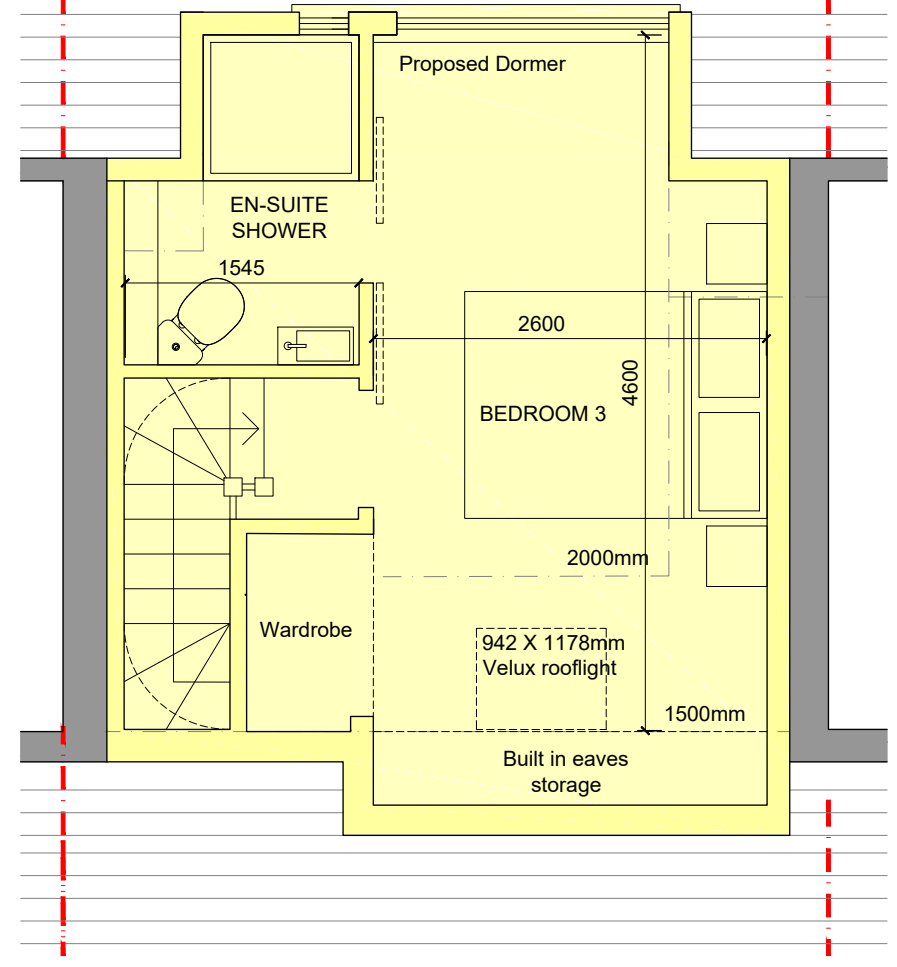 Proposed Dormer
EN-SUITE
SHOWER
1545
2600
4600
BEDROOM 3
2000mm
Wardrobe
942 X 1178mm
Velux rooflight
1500mm
Built in eaves
storage